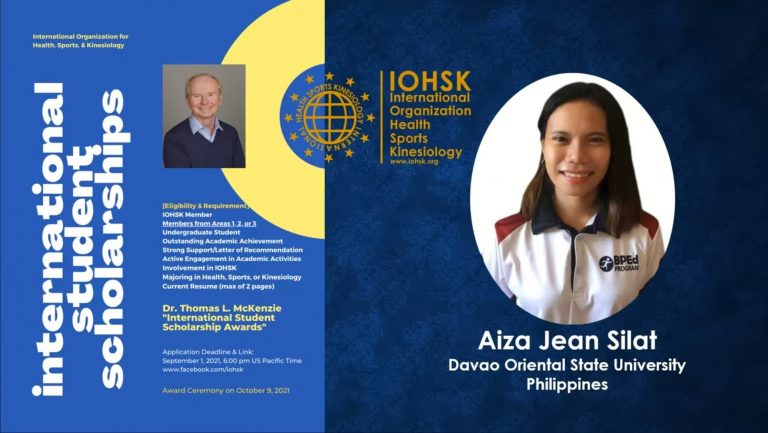 International Organization for
Health, Sports, & Kinesiology
international
student
scholarships
[Eligibility & Requirement]
IOHSK Member
Members from Areas 1, 2, or 3
Undergraduate Student
Outstanding Academic Achievement
Strong Support/Letter of Recommendation
Active Engagement in Academic Activities
Involvement in IOHSK
Majoring in Health, Sports, or Kinesiology
Current Resume (max of 2 pages)
Dr. Thomas L. McKenzie
"International Student
Scholarship Awards"
Application Deadline & Link:
September 1, 2021, 6:00 pm US Pacific Time
www.facebook.com/iohsk
Award Ceremony on October 9, 2021
HEALTH SPORTS KINESIOLOGY INTERNATIONAL
IOHSK
International
Organization
Health
Sports
Kinesiology
www.iohsk.org
BPEd
PROGRAM
Aiza Jean Silat
Davao Oriental State University
Philippines